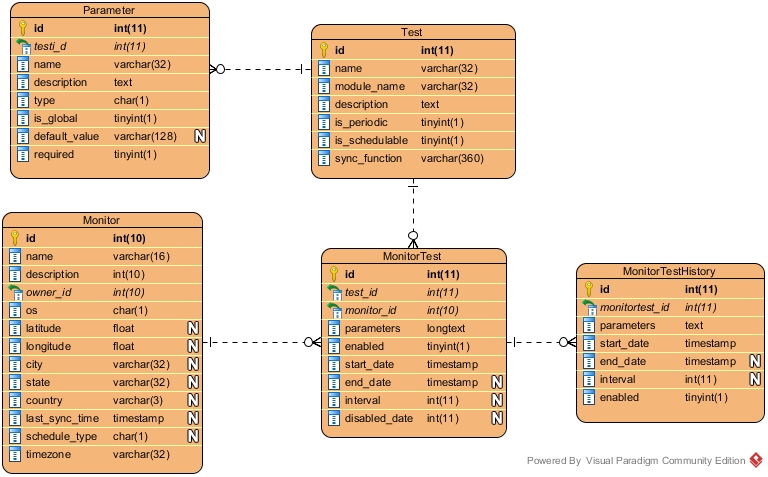 Parameter
id int(11)
testi_d int(11)
name varchar(32)
description text
type char(1)
is_global tinyint(1)
default_value varchar(128) N
required tinyint(1)
Test
id int(11)
name varchar(32)
module_name varchar(32)
description text
is_periodic tinyint(1)
is_schedulable tinyint(1)
sync_function varchar(360)
Monitor
id int(10)
name varchar(16)
description int(10)
owner_id int(10)
os char(1)
latitude float N
longitude float N
city varchar(32) N
state varchar(32) N
country varchar(3) N
last_sync_time timestamp N
schedule_type char(1) N
timezone varchar(32)
MonitorTest
id int(11)
test_id int(11)
monitor_id int(10)
parameters longtext
enabled tinyint(1)
start_date timestamp
end_date timestamp N
interval int(11) N
disabled_date int(11) N
MonitorTestHistory
id int(11)
monitortest_id int(11)
parameters text
start_date timestamp
end_date timestamp N
interval int(11) N
enabled tinyint(1)
Powered By Visual Paradigm Community Edition